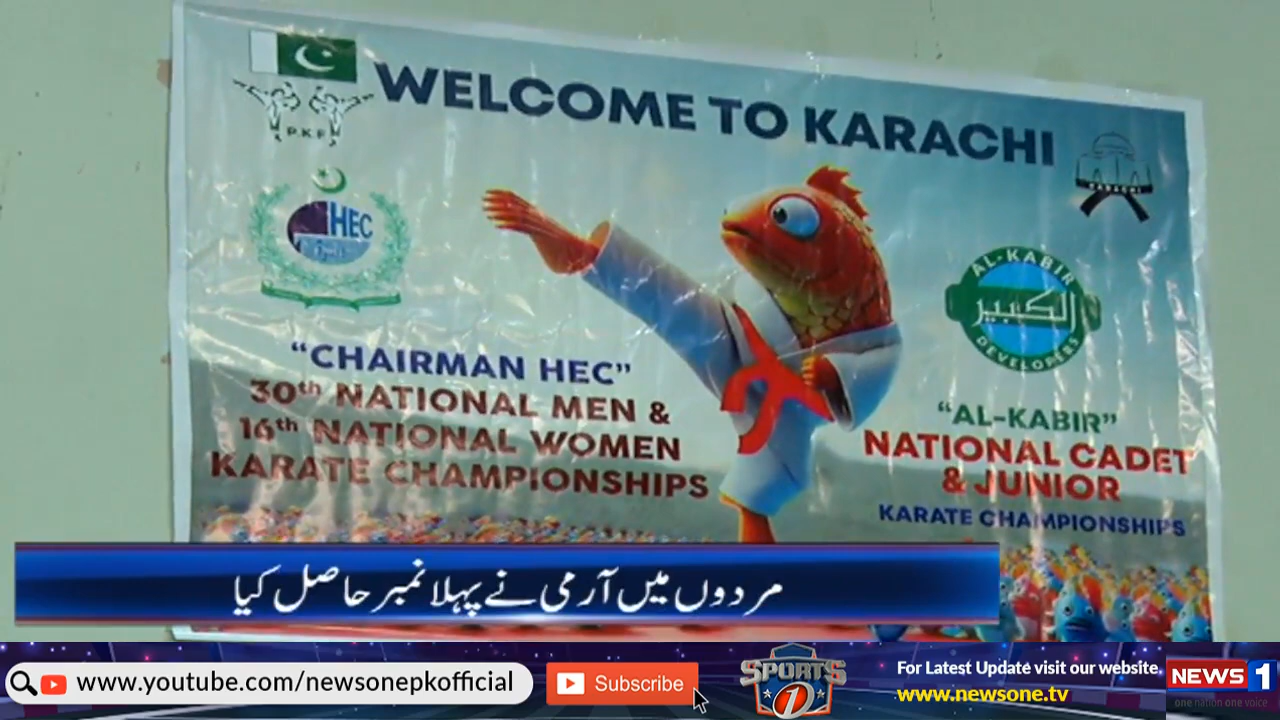 WELCOME TO KARACHI
P.K.F
KARACHI
HEC
AL-KABIR
الكبير
DEVELOPERS
"CHAIRMAN HEC"
30th NATIONAL MEN &
16th NATIONAL WOMEN
KARATE CHAMPIONSHIPS
"AL-KABIR"
NATIONAL CADET
& JUNIOR
KARATE CHAMPIONSHIPS
مردوں میں آرمی نے پہلا نمبر حاصل کیا
www.youtube.com/newsonepkofficial
Subscribe
SPORTS
1
For Latest Update visit our website.
www.newsone.tv
NEWS 1
one nation one voice